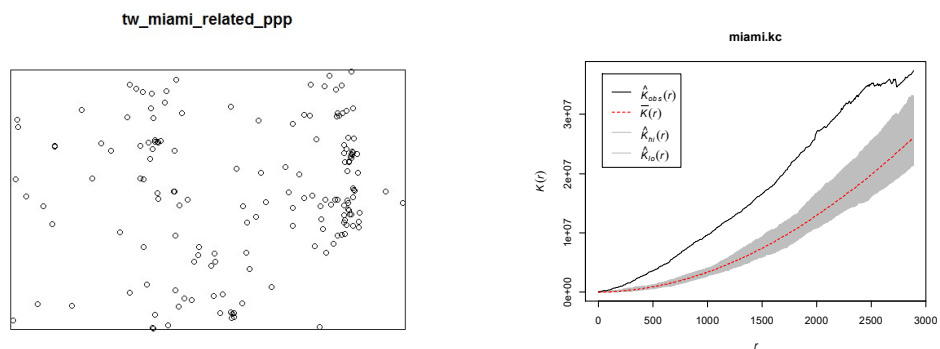 tw_miami_related_ppp
miami.kc
K̂obs(r)
K̄(r)
K̂hi(r)
K̂lo(r)
K(r)
3e+07
2e+07
1e+07
0e+00
0 500 1000 1500 2000 2500 3000
r